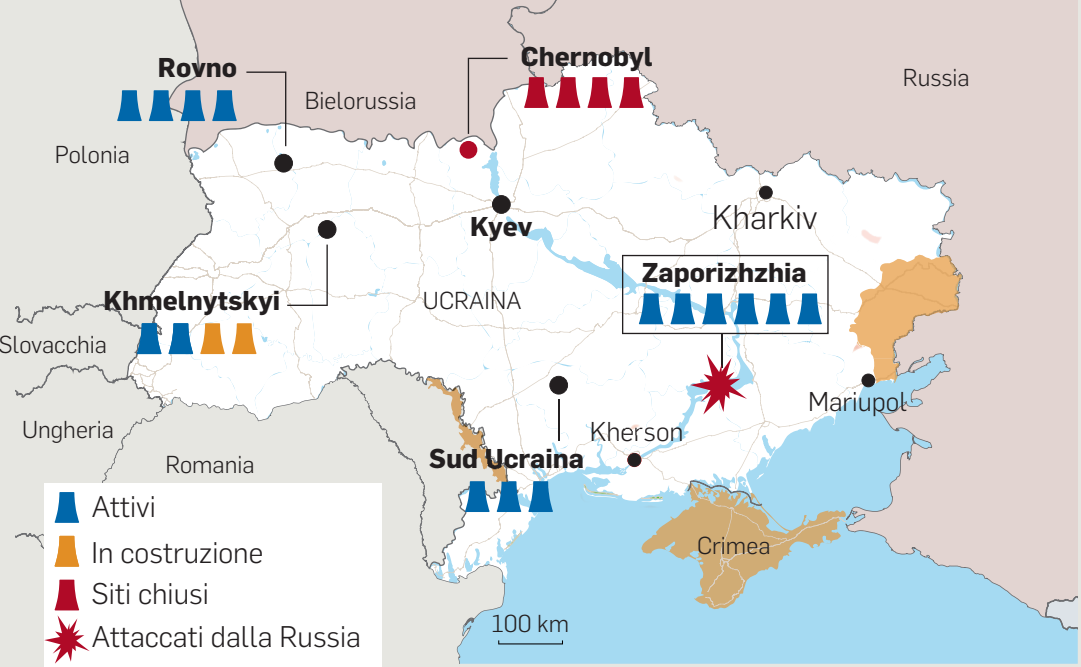 Chernobyl
Rovno
Russia
Bielorussia
Polonia
Kharkiv
Kyev
Zaporizhzhia
Khmelnytskyi
UCRAINA
Slovacchia
Mariupol
Ungheria
Kherson
Sud Ucraina
Romania
Attivi
In costruzione
Crimea
Siti chiusi
100 km
Attaccati dalla Russia